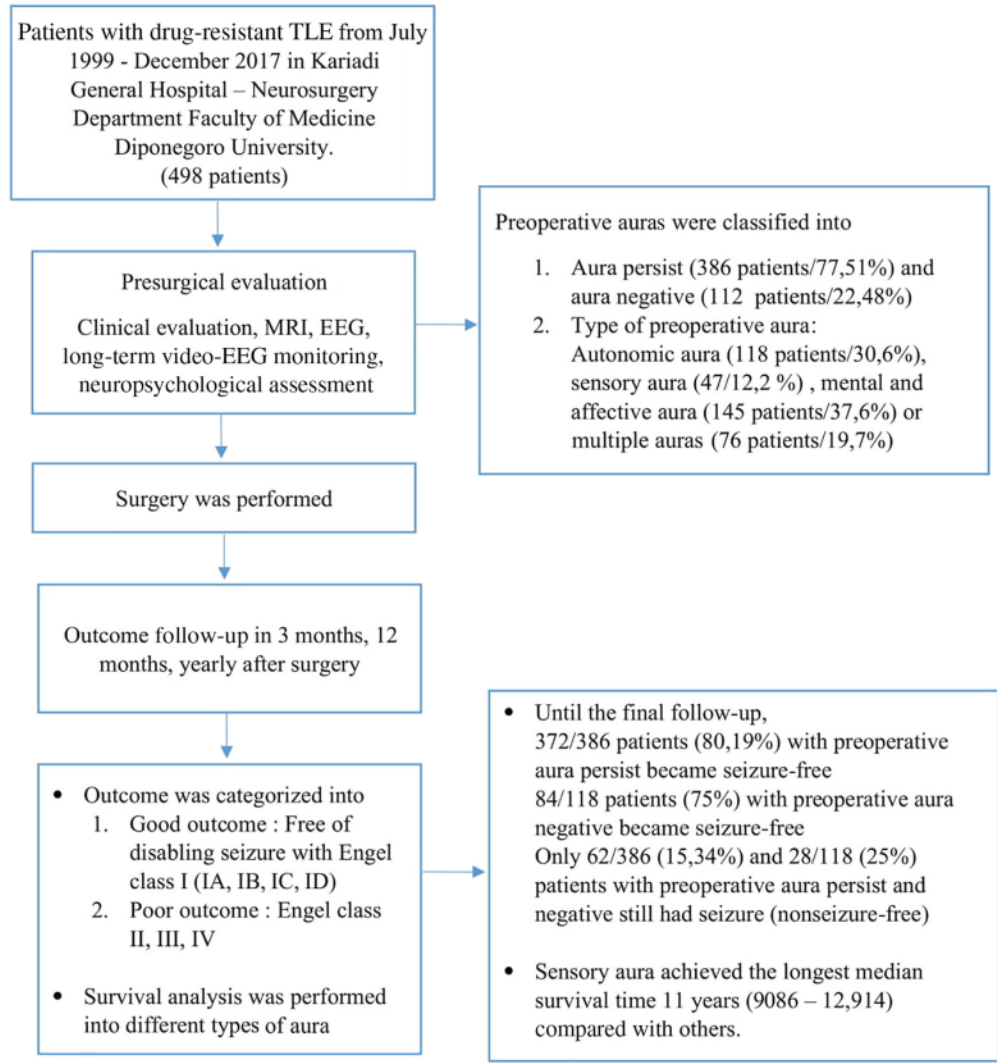 Patients with drug-resistant TLE from July
1999 - December 2017 in Kariadi
General Hospital – Neurosurgery
Department Faculty of Medicine
Diponegoro University.
(498 patients)
Presurgical evaluation
Clinical evaluation, MRI, EEG,
long-term video-EEG monitoring,
neuropsychological assessment
Preoperative auras were classified into
1. Aura persist (386 patients/77,51%) and
aura negative (112 patients/22,48%)
2. Type of preoperative aura:
Autonomic aura (118 patients/30,6%),
sensory aura (47/12,2 %) , mental and
affective aura (145 patients/37,6%) or
multiple auras (76 patients/19,7%)
Surgery was performed
Outcome follow-up in 3 months, 12
months, yearly after surgery
• Outcome was categorized into
1. Good outcome : Free of
disabling seizure with Engel
class I (IA, IB, IC, ID)
2. Poor outcome : Engel class
II, III, IV
• Survival analysis was performed
into different types of aura
• Until the final follow-up,
372/386 patients (80,19%) with preoperative
aura persist became seizure-free
84/118 patients (75%) with preoperative aura
negative became seizure-free
Only 62/386 (15,34%) and 28/118 (25%)
patients with preoperative aura persist and
negative still had seizure (nonseizure-free)
• Sensory aura achieved the longest median
survival time 11 years (9086 – 12,914)
compared with others.